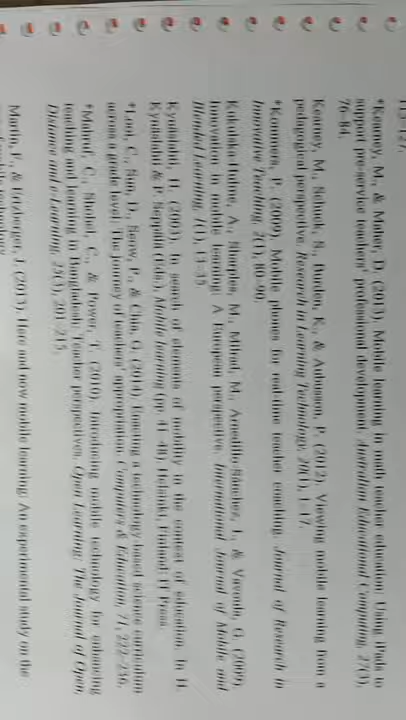 113-127.
*Kearney, M., & Maher, D. (2013). Mobile learning in math teacher education: Using iPads to
support pre-service teachers' professional development. Australian Educational Computing, 27(3),
76-84.
Kearney, M., Schuck, S., Burden, K., & Aubusson, P. (2012). Viewing mobile learning from a
pedagogical perspective. Research in Learning Technology, 20(1), 1-17.
*Kommers, P. (2009). Mobile phones for real-time teacher coaching. Journal of Research in
Innovative Teaching, 2(1), 80-90.
Kukulska-Hulme, A., Sharples, M., Milrad, M., Arnedillo-Sánchez, I., & Vavoula, G. (2009).
Innovation in mobile learning: A European perspective. International Journal of Mobile and
Blended Learning, 1(1), 13-35
Kynäslahti, H. (2003). In search of elements of mobility in the context of education. In H.
Kynäslahti & P. Seppälä (Eds.), Mobile learning (pp. 41-48). Helsinki, Finland: IT Press.
*Looi, C., Sun, D., Seow, P., & Chia, G. (2014). Enacting a technology-based science curriculum
across a grade level: The journey of teachers' appropriation. Computers & Education, 71, 222-236.
*Malouf, C., Shohel, C., & Power, T. (2010). Introducing mobile technology for enhancing
teaching and learning in Bangladesh: Teacher perspectives. Open Learning: The Journal of Open,
Distance and e-Learning, 25(3), 201-215.
Martin, F., & Ertzberger, J. (2013). Here and now mobile learning: An experimental study on the